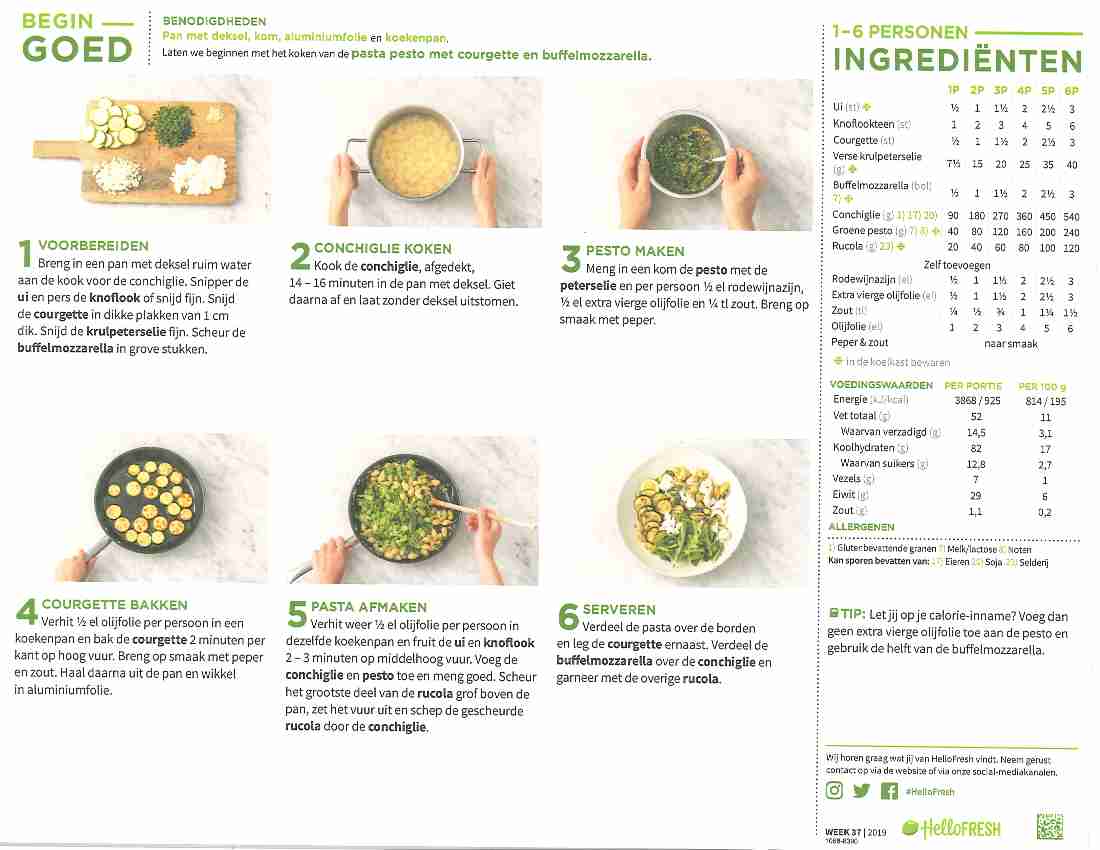 BEGIN
GOED
BENODIGDHEDEN
Pan met deksel, kom, aluminiumfolie en koekenpan.
Laten we beginnen met het koken van de pasta pesto met courgette en buffelmozzarella.
1 VOORBEREIDEN
Breng in een pan met deksel ruim water
aan de kook voor de conchiglie. Snipper de
ui en pers de knoflook of snijd fijn. Snijd
de courgette in dikke plakken van 1 cm
dik. Snijd de krulpeterselie fijn. Scheur de
buffelmozzarella in grove stukken.
2 CONCHIGLIE KOKEN
Kook de conchiglie, afgedekt,
14 – 16 minuten in de pan met deksel. Giet
daarna af en laat zonder deksel uitstomen.
3 PESTO MAKEN
Meng in een kom de pesto met de
peterselie en per persoon ½ el rodewijnazijn,
½ el extra vierge olijfolie en ¼ tl zout. Breng op
smaak met peper.
4 COURGETTE BAKKEN
Verhit ½ el olijfolie per persoon in een
koekenpan en bak de courgette 2 minuten per
kant op hoog vuur. Breng op smaak met peper
en zout. Haal daarna uit de pan en wikkel
in aluminiumfolie.
5 PASTA AFMAKEN
Verhit weer ½ el olijfolie per persoon in
dezelfde koekenpan en fruit de ui en knoflook
2 – 3 minuten op middelhoog vuur. Voeg de
conchiglie en pesto toe en meng goed. Scheur
het grootste deel van de rucola grof boven de
pan, zet het vuur uit en schep de gescheurde
rucola door de conchiglie.
6 SERVEREN
Verdeel de pasta over de borden
en leg de courgette ernaast. Verdeel de
buffelmozzarella over de conchiglie en
garneer met de overige rucola.
1–6 PERSONEN
INGREDIËNTEN
1P 2P 3P 4P 5P 6P
Ui (st) ½ 1 1½ 2 2½ 3
Knoflookteen (st) 1 2 3 4 5 6
Courgette (st) ½ 1 1½ 2 2½ 3
Verse krulpeterselie
(g) 7½ 15 20 25 35 40
Buffelmozzarella (bol)
7) ½ 1 1½ 2 2½ 3
Conchiglie (g) 1) 17) 20) 90 180 270 360 450 540
Groene pesto (g) 7) 8) 40 80 120 160 200 240
Rucola (g) 23) 20 40 60 80 100 120
Zelf toevoegen
Rodewijnazijn (el) ½ 1 1½ 2 2½ 3
Extra vierge olijfolie (el) ½ 1 1½ 2 2½ 3
Zout (tl) ¼ ½ ¾ 1 1¼ 1½
Olijfolie (el) 1 2 3 4 5 6
Peper & zout naar smaak
in de koelkast bewaren
VOEDINGSWAARDEN PER PORTIE PER 100 g
Energie (kJ/kcal) 3868 / 925 814 / 195
Vet totaal (g) 52 11
Waarvan verzadigd (g) 14,5 3,1
Koolhydraten (g) 82 17
Waarvan suikers (g) 12,8 2,7
Vezels (g) 7 1
Eiwit (g) 29 6
Zout (g) 1,1 0,2
ALLERGENEN
1) Glutenbevattende granen 7) Melk/lactose 8) Noten
Kan sporen bevatten van: 17) Eieren 20) Soja 23) Selderij
TIP: Let jij op je calorie-inname? Voeg dan
geen extra vierge olijfolie toe aan de pesto en
gebruik de helft van de buffelmozzarella.
Wij horen graag wat jij van HelloFresh vindt. Neem gerust
contact op via de website of via onze social-mediakanalen.
#HelloFresh
WEEK 37 | 2019
HelloFRESH